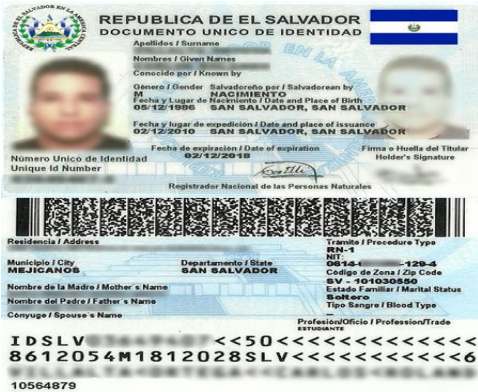 REPUBLICA DE EL SALVADOR
DOCUMENTO UNICO DE IDENTIDAD
Apellidos / Surname
Nombres / Given Names
Conocido por / Known by
Género / Gender Salvadoreño por / Salvadorean by
M NACIMIENTO
Fecha y Lugar de Nacimiento / Date and Place of Birth
05/12/1986 SAN SALVADOR, SAN SALVADOR
Fecha y lugar de expedición / Date and place of issuance
02/12/2010 SAN SALVADOR, SAN SALVADOR
Fecha de expiración / Date of expiration
02/12/2018
Firma o Huella del Titular
Holder's Signature
Número Unico de Identidad
Unique Id Number
Registrador Nacional de las Personas Naturales
Residencia / Address
Trámite / Procedure Type
RN-1
NIT:
0614- -129-4
Municipio / City
Departamento / State
MEJICANOS
SAN SALVADOR
Código de Zona / Zip Code
SV - 101030550
Nombre de la Madre / Mother´s Name
Estado Familiar / Marital Status
Soltero
Nombre del Padre / Father´s Name
Tipo Sangre / Blood Type
Cónyuge / Spouse´s Name
Profesión/Oficio / Profession/Trade
ESTUDIANTE
IDSLV <<50<<<<<<<<<<<<<
8612054M1812028SLV<<<<<<<<<<<6
10564879